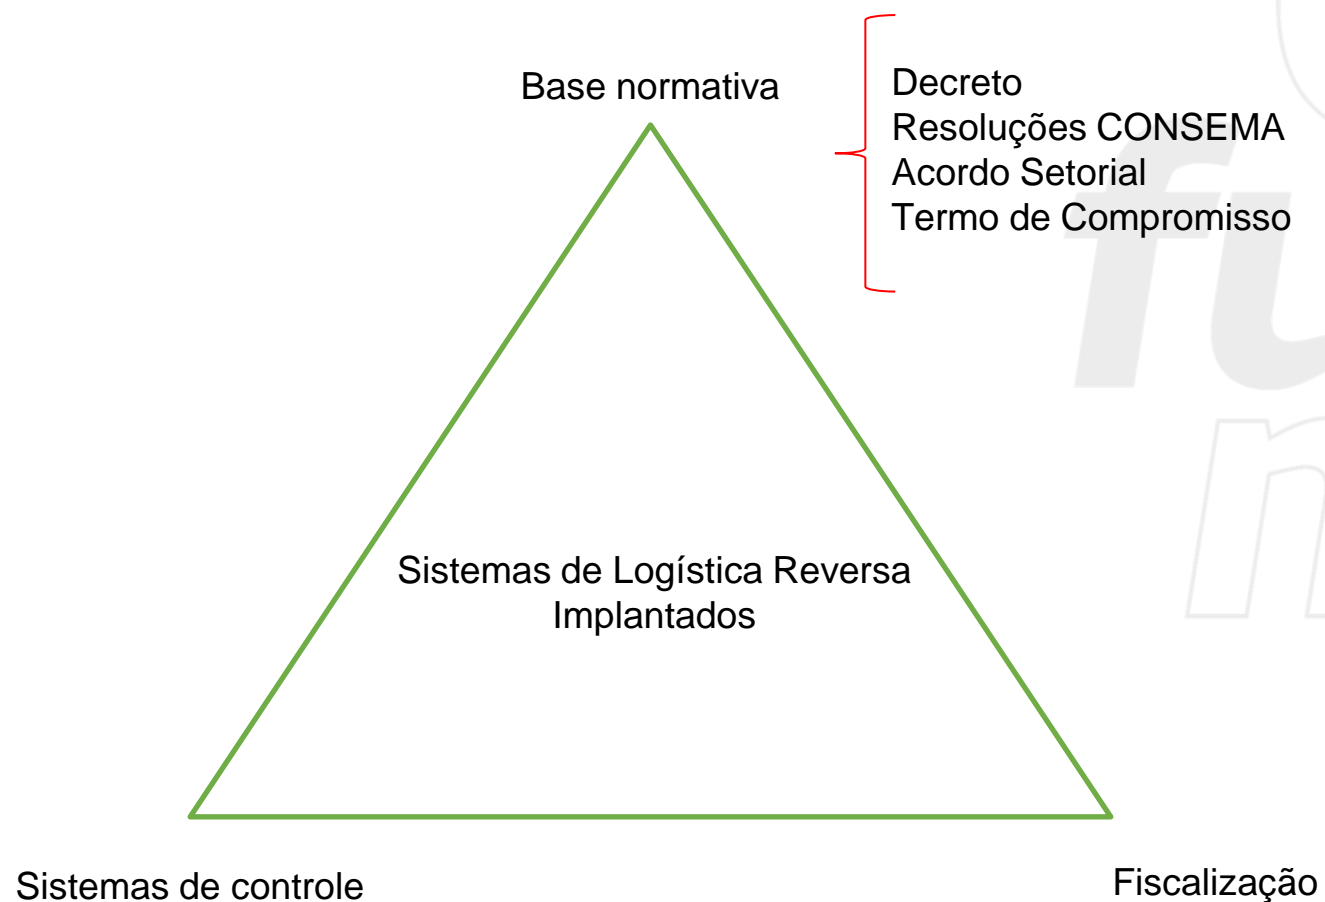 Base normativa
Decreto
Resoluções CONSEMA
Acordo Setorial
Termo de Compromisso
Sistemas de Logística Reversa
Implantados
Sistemas de controle
Fiscalização